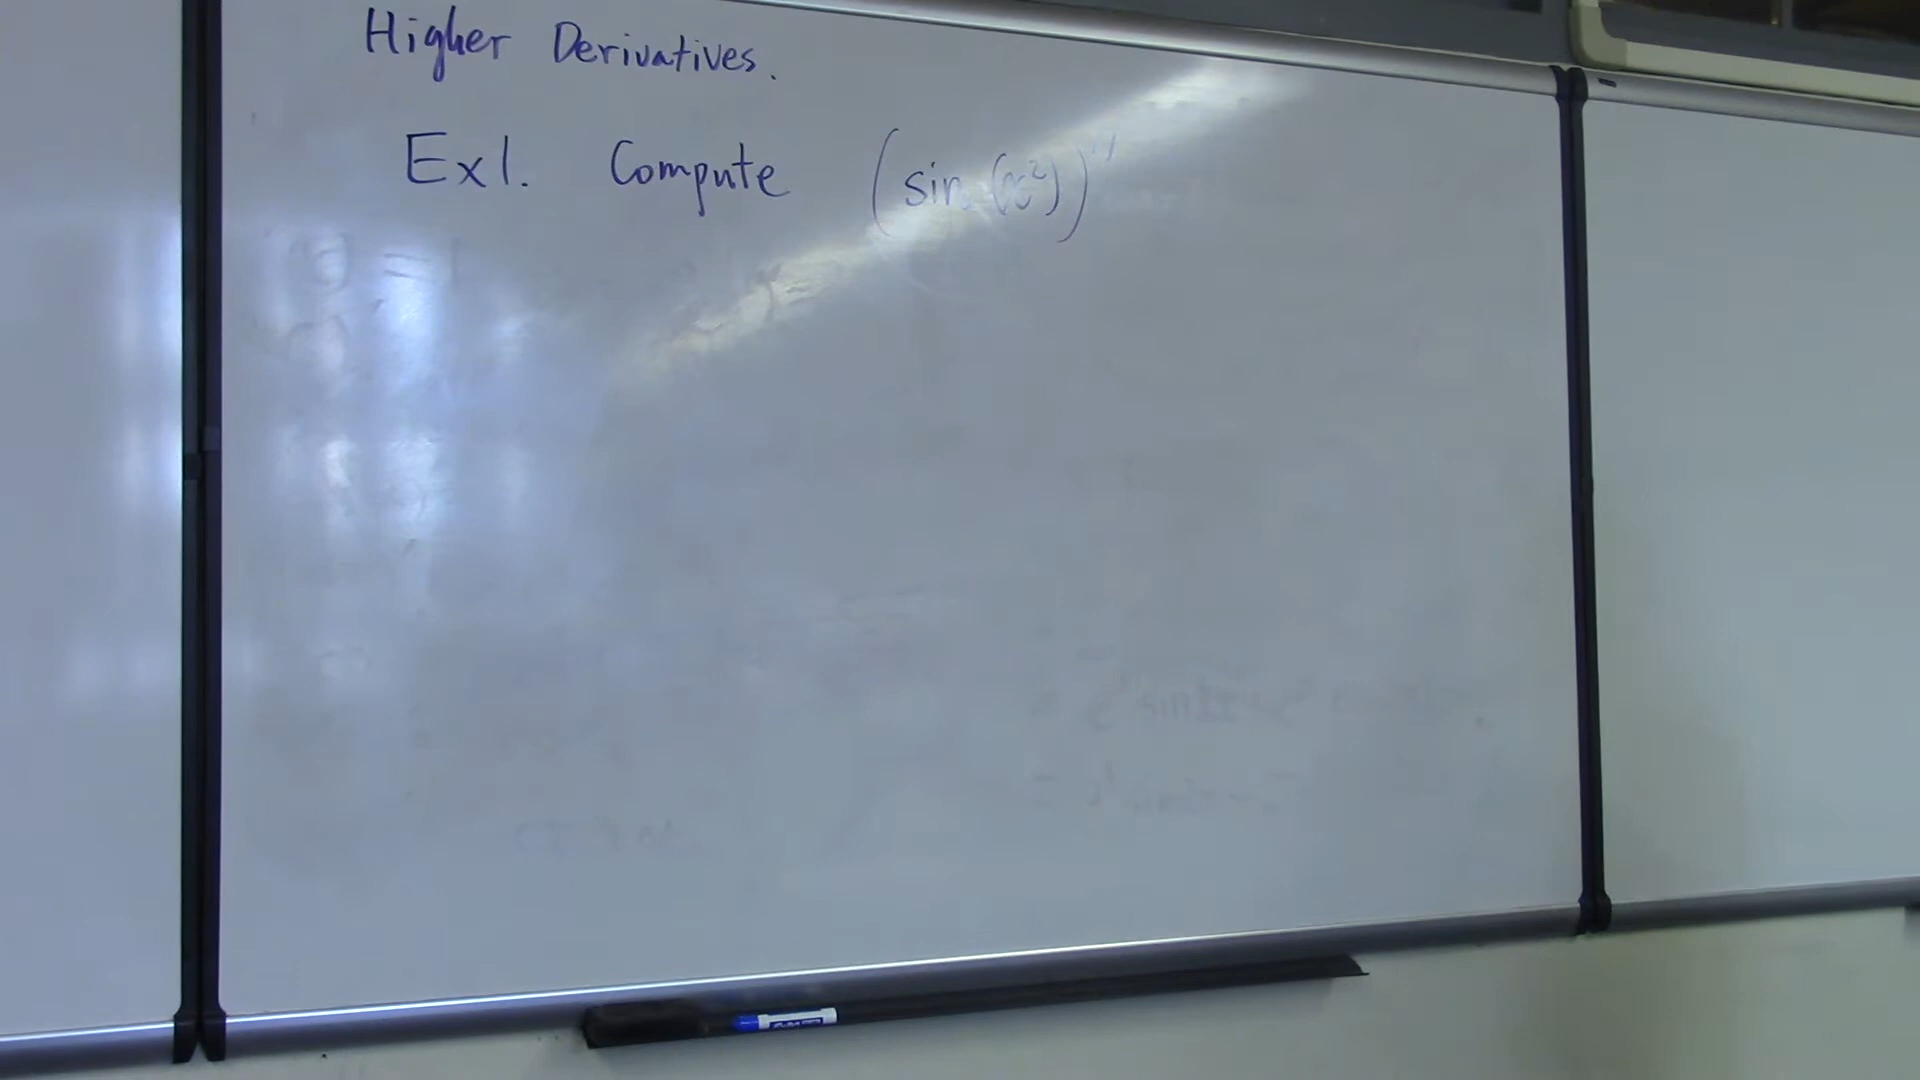 Higher Derivatives.
Ex1. Compute (sin(x²))''